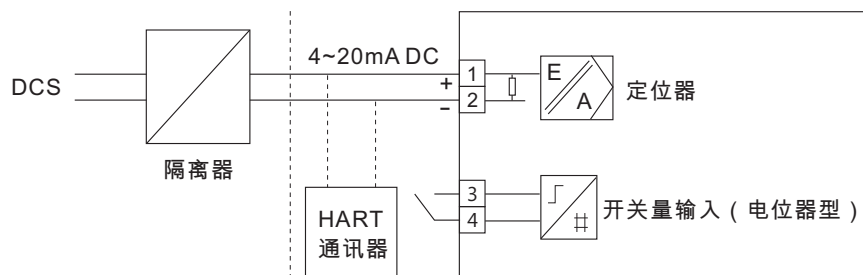 4~20mA DC
DCS
+
−
1
2
E
A
定位器
隔离器
HART
通讯器
3
4
开关量输入（电位器型）